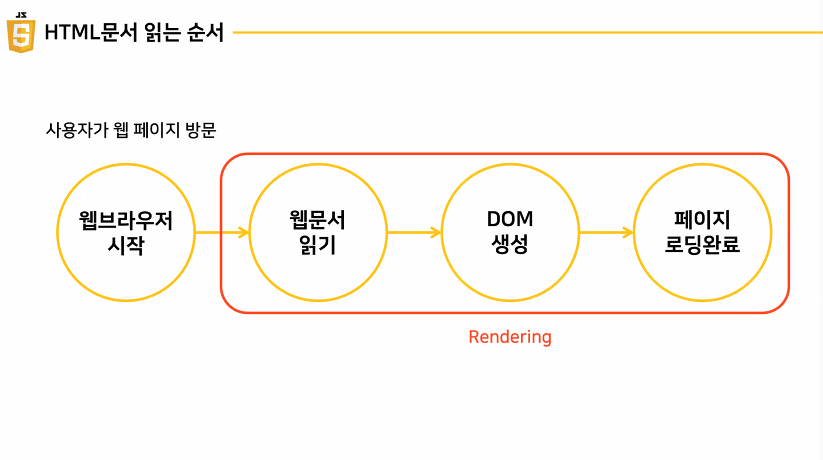 JS
HTML문서 읽는 순서
사용자가 웹 페이지 방문
웹브라우저
시작
웹문서
읽기
DOM
생성
페이지
로딩완료
Rendering